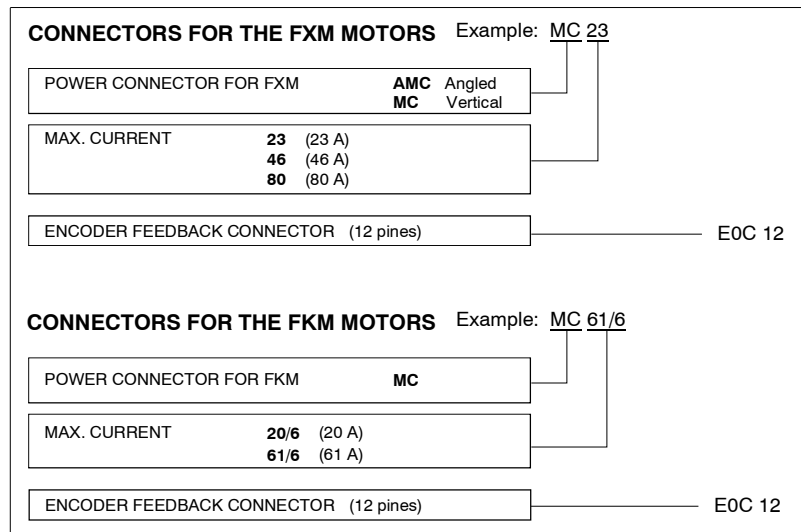 CONNECTORS FOR THE FXM MOTORS Example: MC 23
POWER CONNECTOR FOR FXM AMC Angled
MC Vertical
MAX. CURRENT 23 (23 A)
46 (46 A)
80 (80 A)
ENCODER FEEDBACK CONNECTOR (12 pines) E0C 12
CONNECTORS FOR THE FKM MOTORS Example: MC 61/6
POWER CONNECTOR FOR FKM MC
MAX. CURRENT 20/6 (20 A)
61/6 (61 A)
ENCODER FEEDBACK CONNECTOR (12 pines) E0C 12